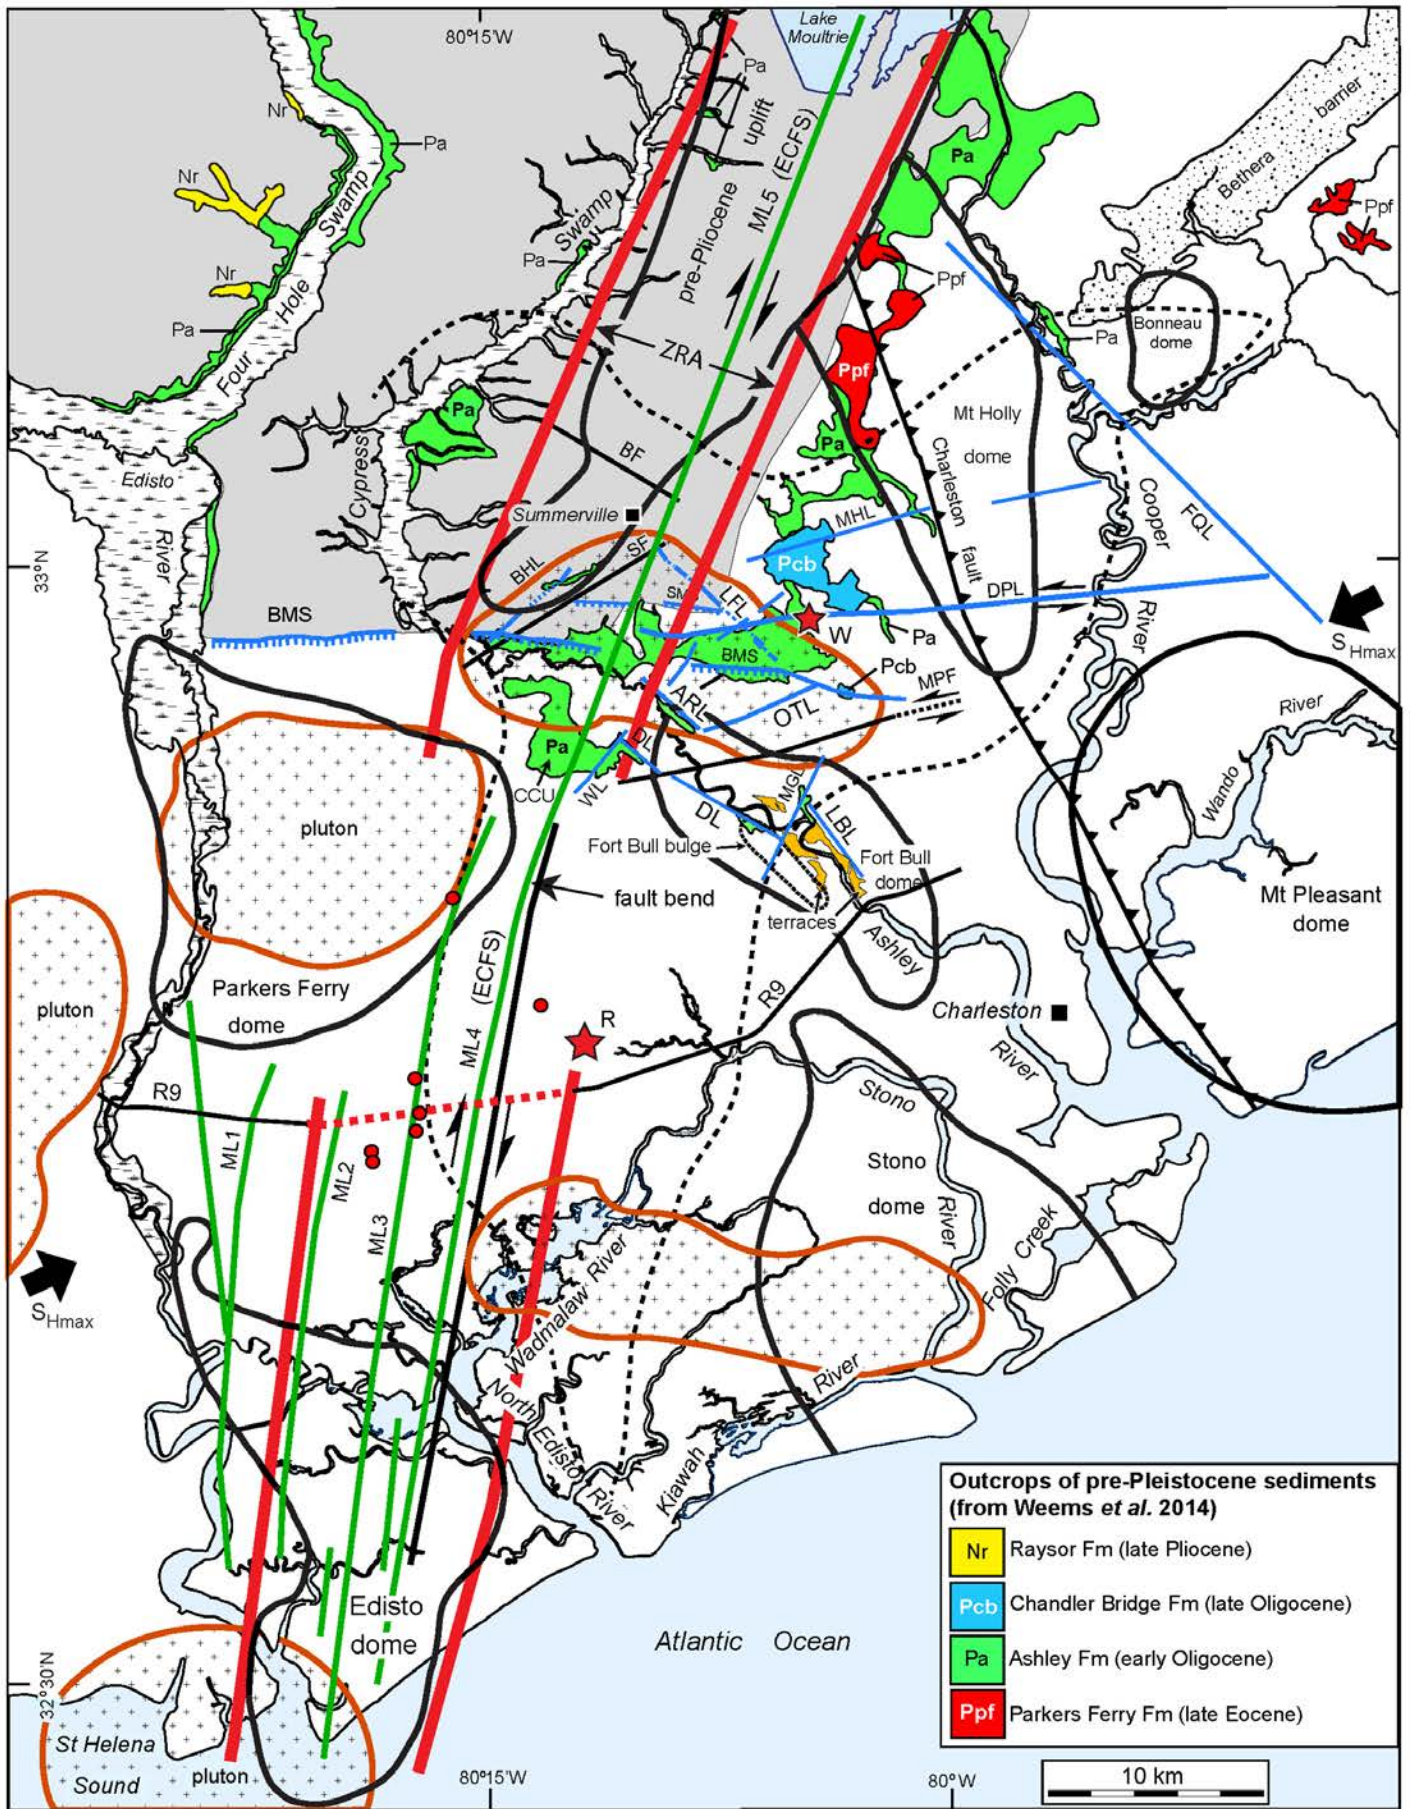 80°15'W
Lake
Moultrie
Pa
Nr
Pa
uplift
ML5 (ECFS)
Pa
barrier
Bethera
Nr
Swamp
Ppf
Swamp
pre-Pliocene
Pa
Nr
Hole
Ppf
Pa
Four
ZRA
Pa
Bonneau
dome
Ppf
Pa
Mt Holly
dome
Pa
BF
Cypress
Charleston
fault
Edisto
River
Summerville
MHL
Cooper
River
FQL
33°N
SF
BHL
Pcb
LFL
DPL
BMS
W
Pa
BMS
SHmax
Pcb
MPF
ARL
OTL
River
Wando
Pa
DL
CCU
WL
MGL
DL
LBL
pluton
Fort Bull bulge
Fort Bull
dome
fault bend
terraces
Mt Pleasant
dome
Ashley
River
Parkers Ferry
dome
ML4 (ECFS)
R9
Charleston
pluton
R
R9
Stono
River
ML1
ML2
ML3
Stono
dome
Folly Creek
SHmax
Wadmalaw River
North Edisto
River
Kiawah
River
Outcrops of pre-Pleistocene sediments
(from Weems et al. 2014)
Nr Raysor Fm (late Pliocene)
Pcb Chandler Bridge Fm (late Oligocene)
Pa Ashley Fm (early Oligocene)
Ppf Parkers Ferry Fm (late Eocene)
Edisto
dome
Atlantic Ocean
32°30'N
St Helena
Sound
pluton
80°15'W
80°W
10 km